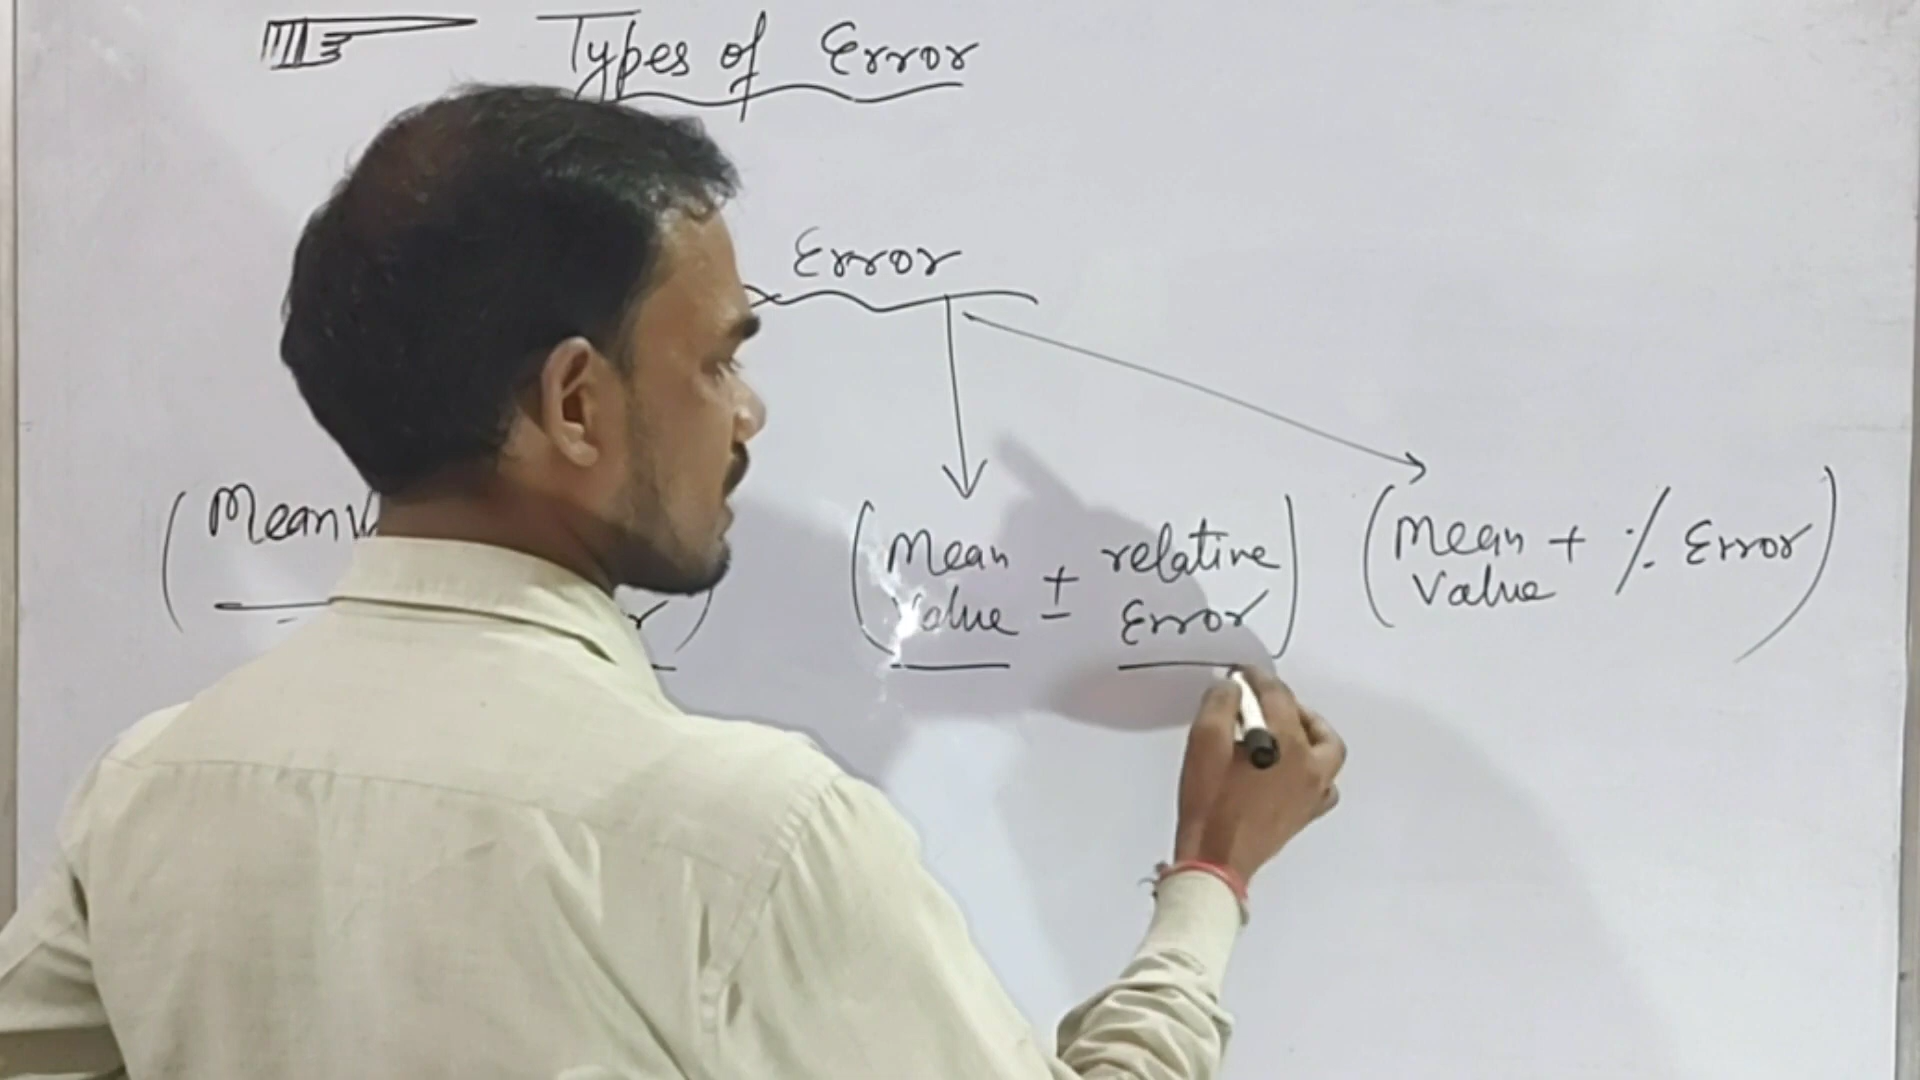 Types of Error
Error
(Mean
(Mean Value ± relative Error)
(Mean Value + % Error)